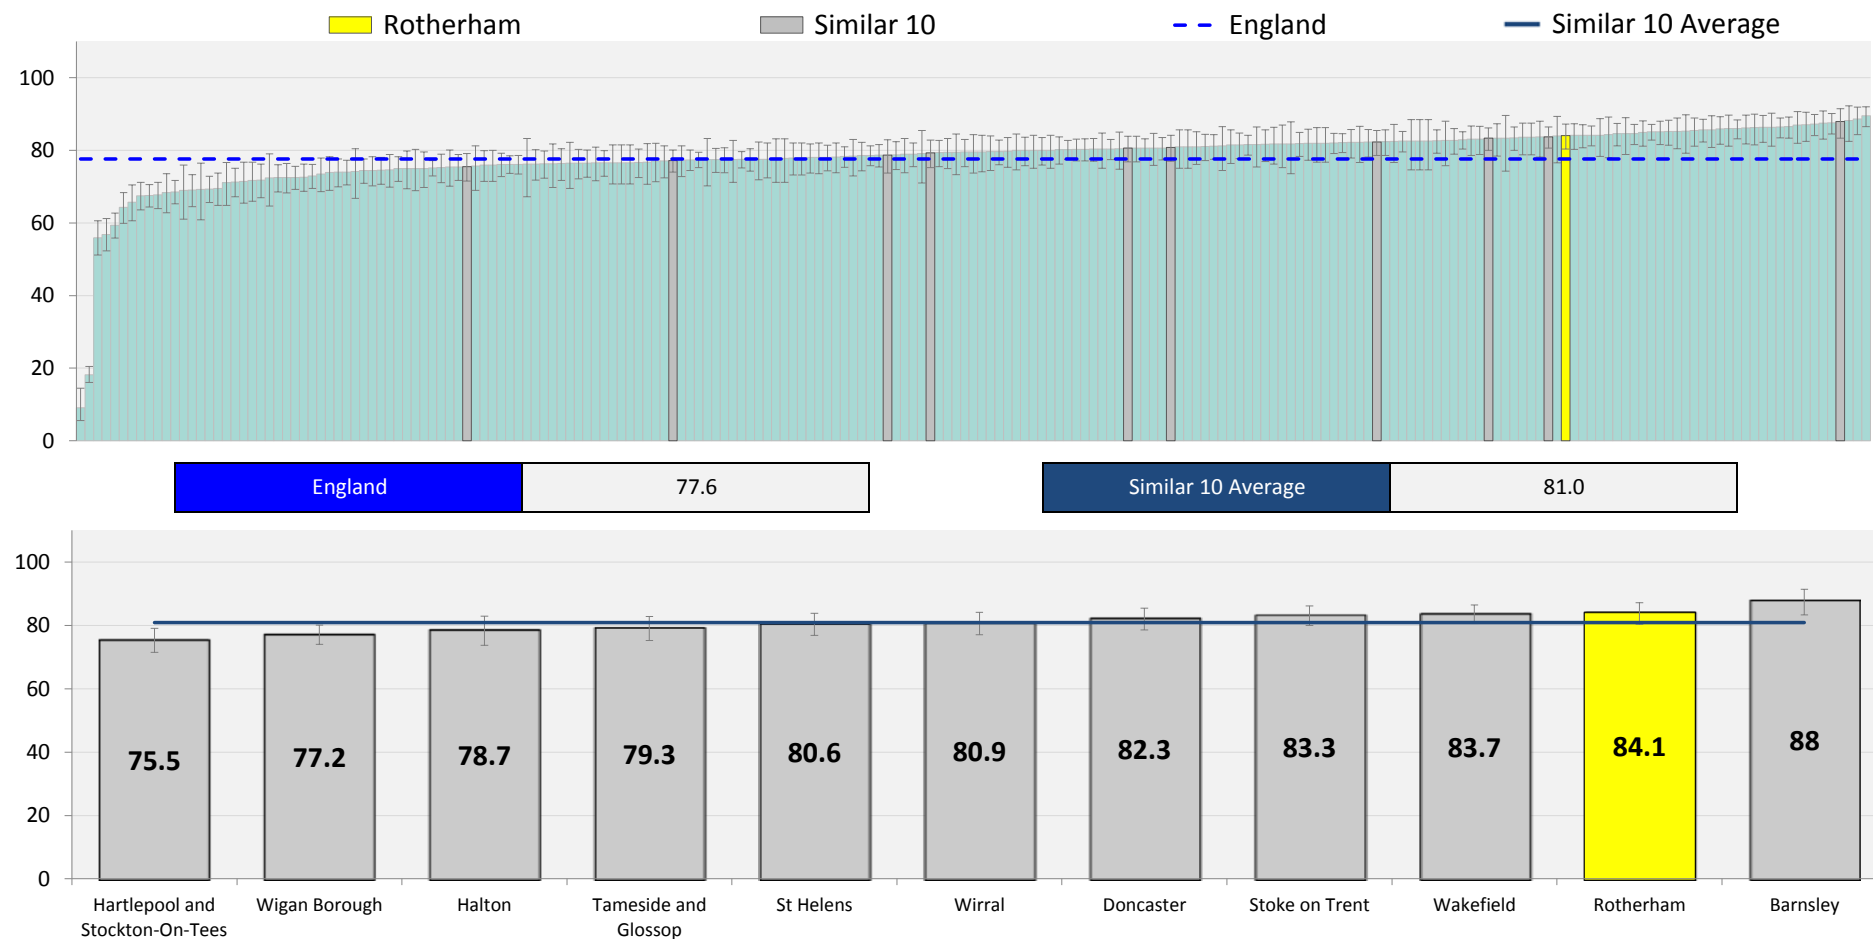 Rotherham Similar 10 England Similar 10 Average
100
80
60
40
20
0
England 77.6 Similar 10 Average 81.0
100
80
60
40
20
0
75.5 77.2 78.7 79.3 80.6 80.9 82.3 83.3 83.7 84.1 88
Hartlepool and Wigan Borough Halton Tameside and St Helens Wirral Doncaster Stoke on Trent Wakefield Rotherham Barnsley
Stockton-On-Tees Glossop